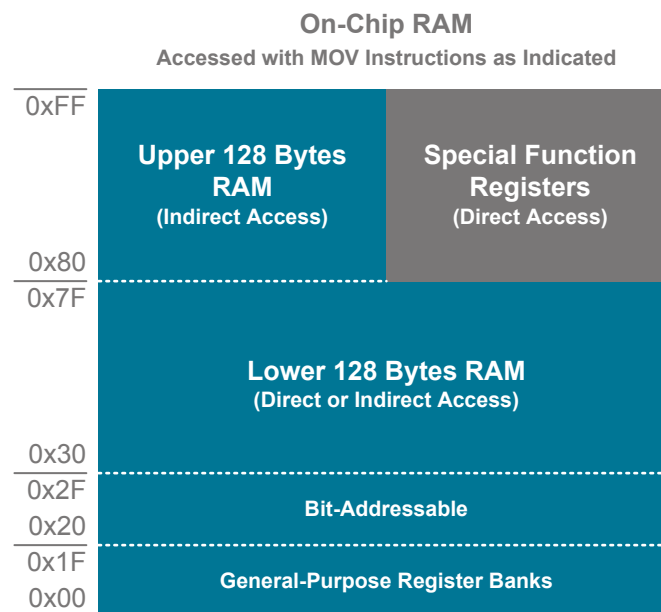 On-Chip RAM
Accessed with MOV Instructions as Indicated
0xFF
Upper 128 Bytes
RAM
(Indirect Access)
Special Function
Registers
(Direct Access)
0x80
0x7F
Lower 128 Bytes RAM
(Direct or Indirect Access)
0x30
0x2F
Bit-Addressable
0x20
0x1F
General-Purpose Register Banks
0x00